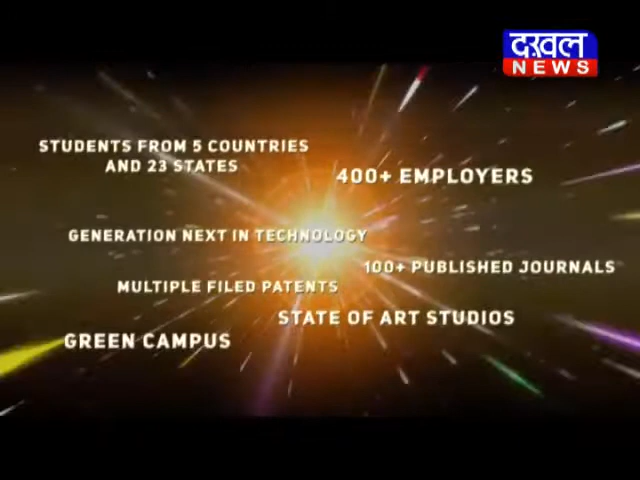 दख़ल
NEWS
STUDENTS FROM 5 COUNTRIES
AND 23 STATES
400+ EMPLOYERS
GENERATION NEXT IN TECHNOLOGY
100+ PUBLISHED JOURNALS
MULTIPLE FILED PATENTS
STATE OF ART STUDIOS
GREEN CAMPUS